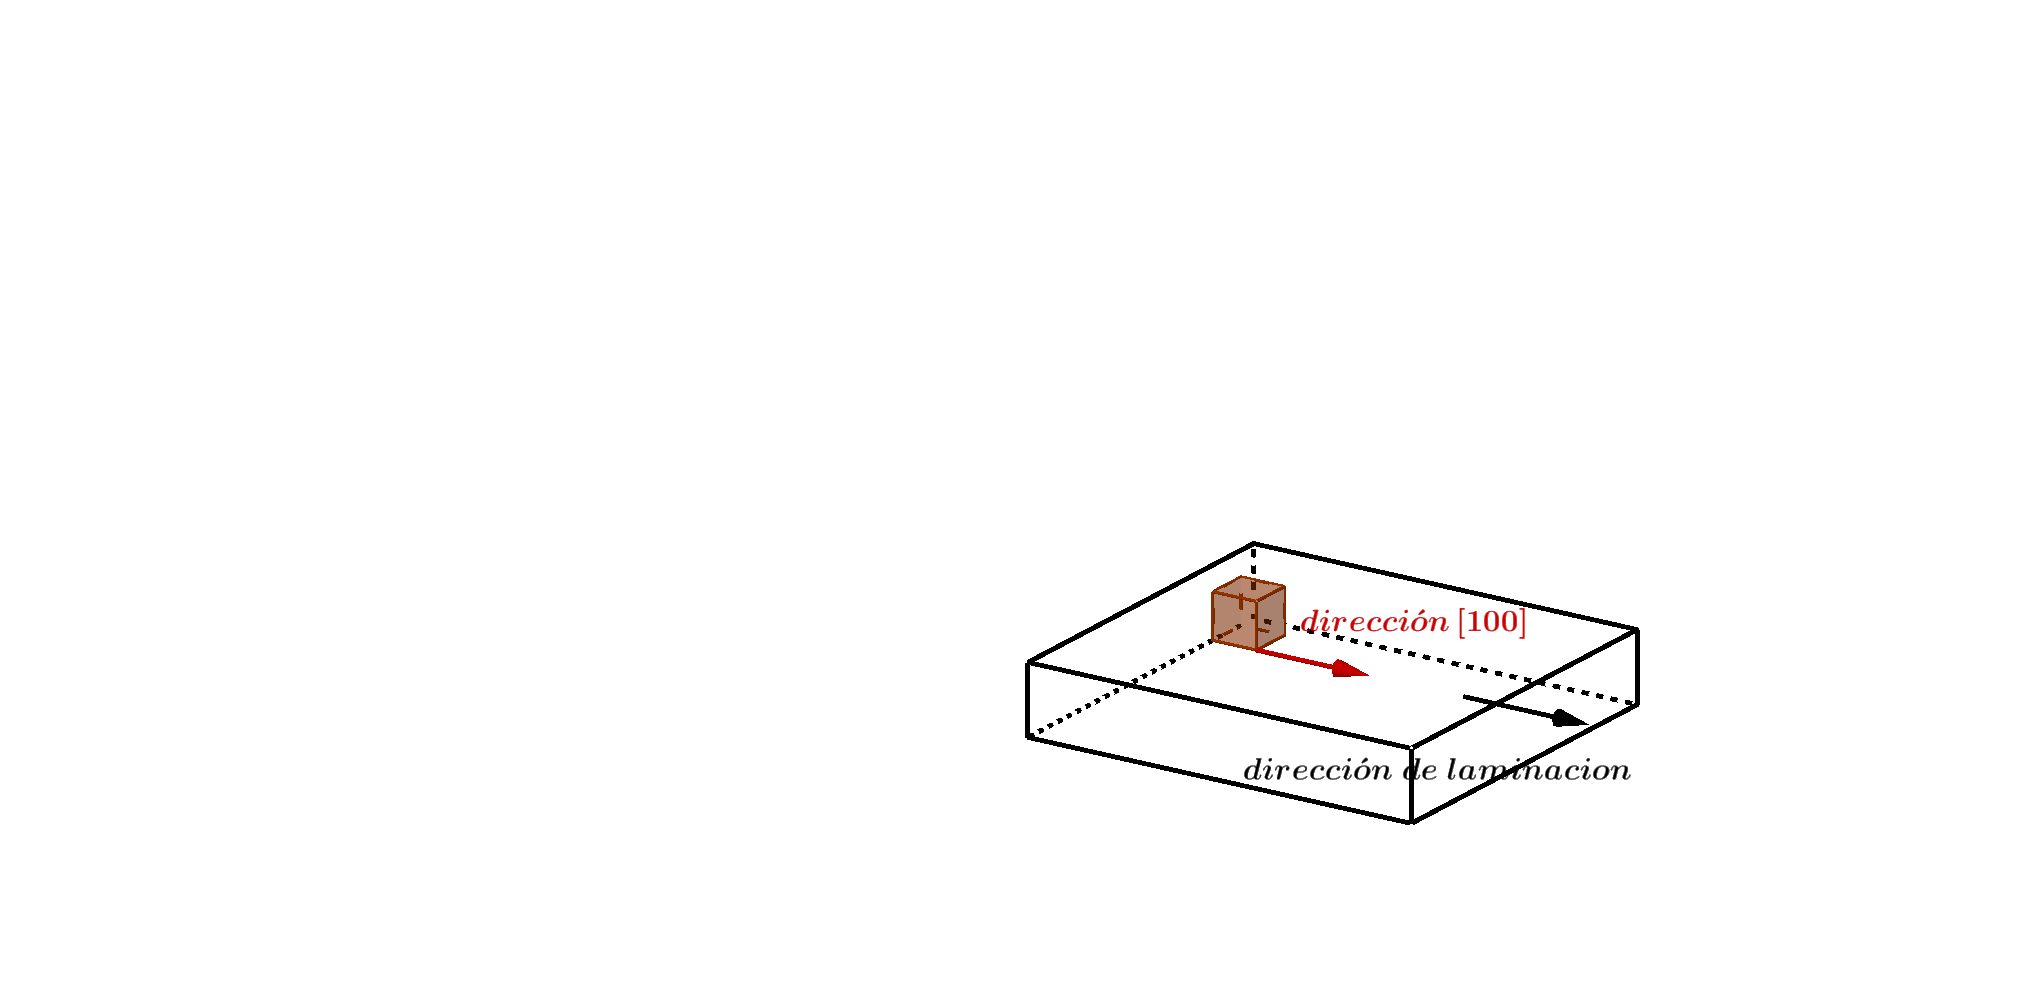 dirección [100]
dirección de laminacion